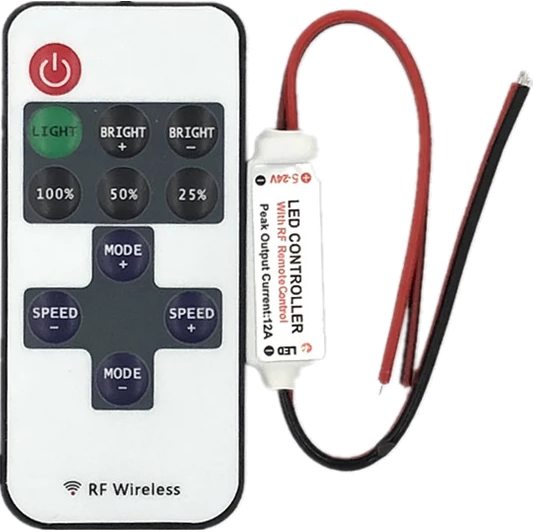 LIGHT
BRIGHT
+
BRIGHT
−
100%
50%
25%
MODE
+
SPEED
−
SPEED
+
MODE
−
RF Wireless
5-24V
LED CONTROLLER
With RF Remote Control
Peak Output Current:12A
LED